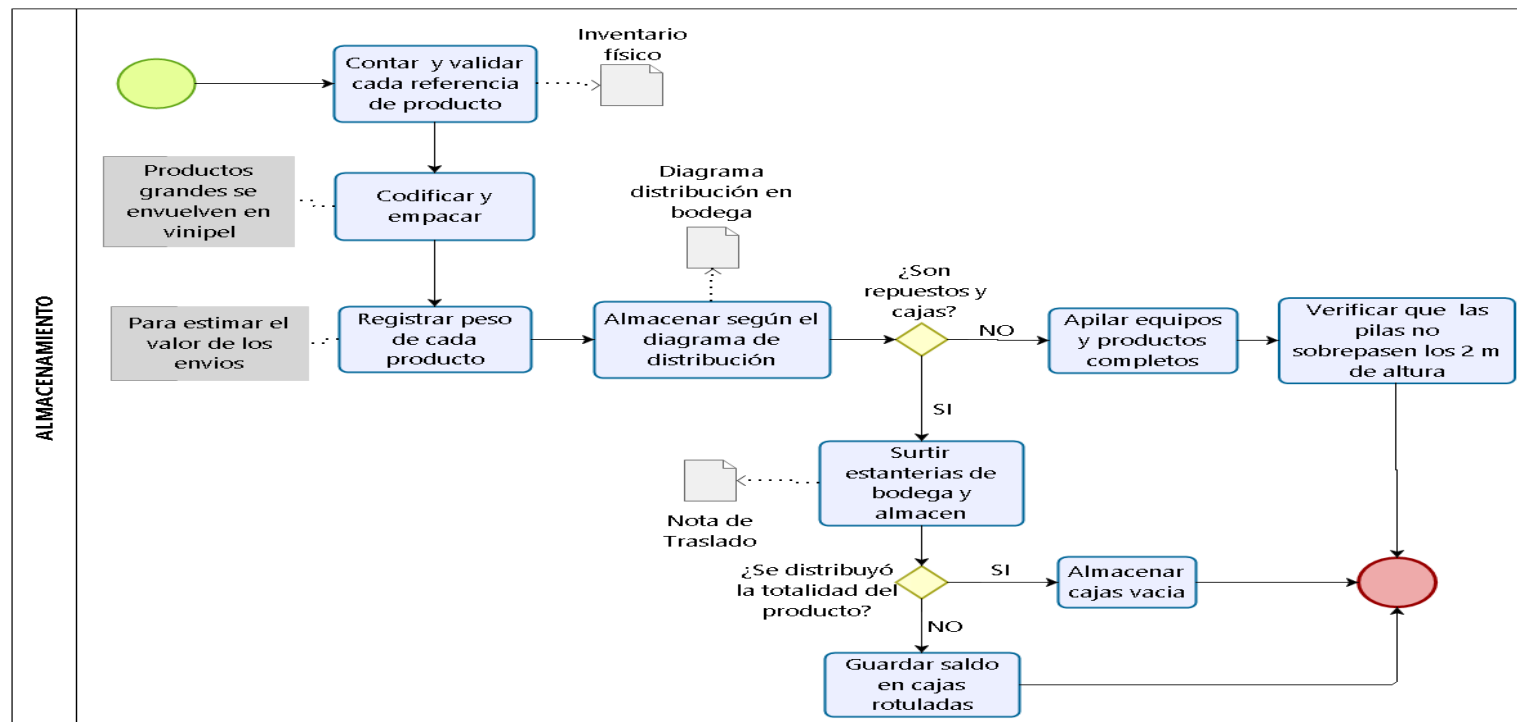 ALMACENAMIENTO
Contar y validar
cada referencia
de producto
Inventario
físico
Productos
grandes se
envuelven en
vinipel
Codificar y
empacar
Diagrama
distribución en
bodega
Para estimar el
valor de los
envios
Registrar peso
de cada
producto
Almacenar según el
diagrama de
distribución
¿Son
repuestos y
cajas?
NO
Apilar equipos
y productos
completos
Verificar que las
pilas no
sobrepasen los 2 m
de altura
SI
Surtir
estanterias de
bodega y
almacen
Nota de
Traslado
¿Se distribuyó
la totalidad del
producto?
SI
Almacenar
cajas vacia
NO
Guardar saldo
en cajas
rotuladas